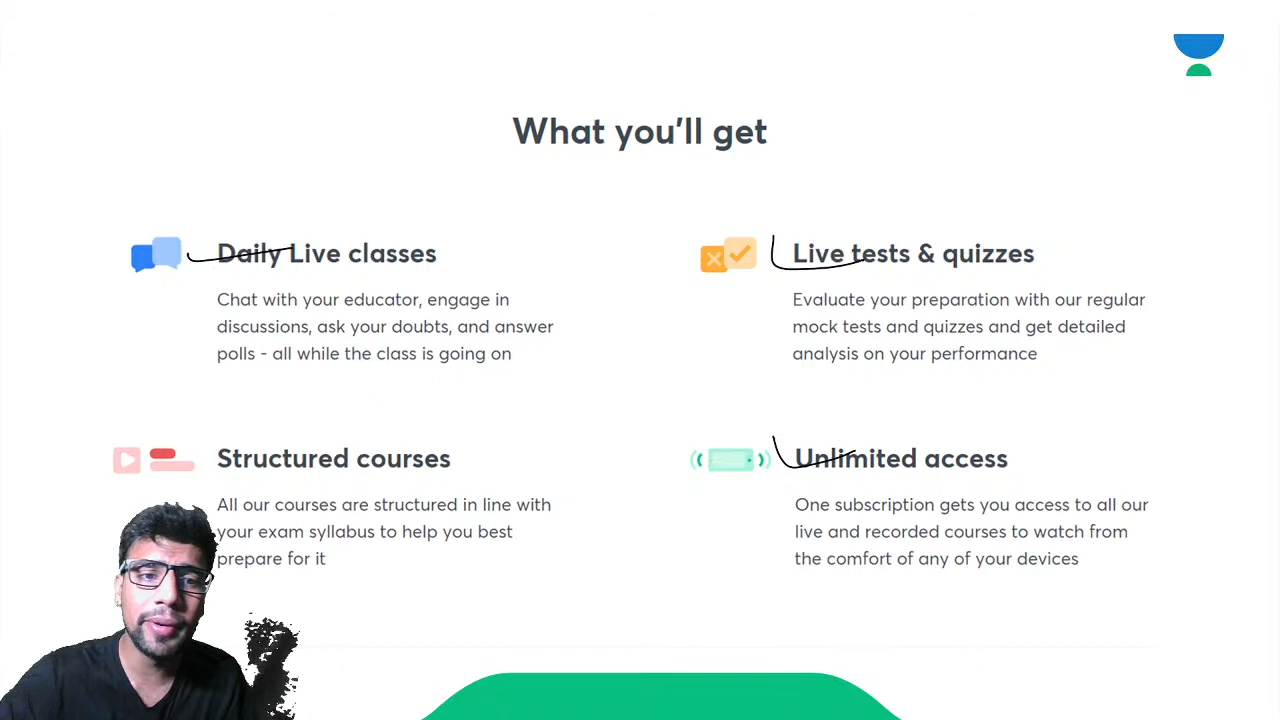 What you'll get
Daily Live classes
Chat with your educator, engage in
discussions, ask your doubts, and answer
polls - all while the class is going on
Live tests & quizzes
Evaluate your preparation with our regular
mock tests and quizzes and get detailed
analysis on your performance
Structured courses
All our courses are structured in line with
your exam syllabus to help you best
prepare for it
Unlimited access
One subscription gets you access to all our
live and recorded courses to watch from
the comfort of any of your devices